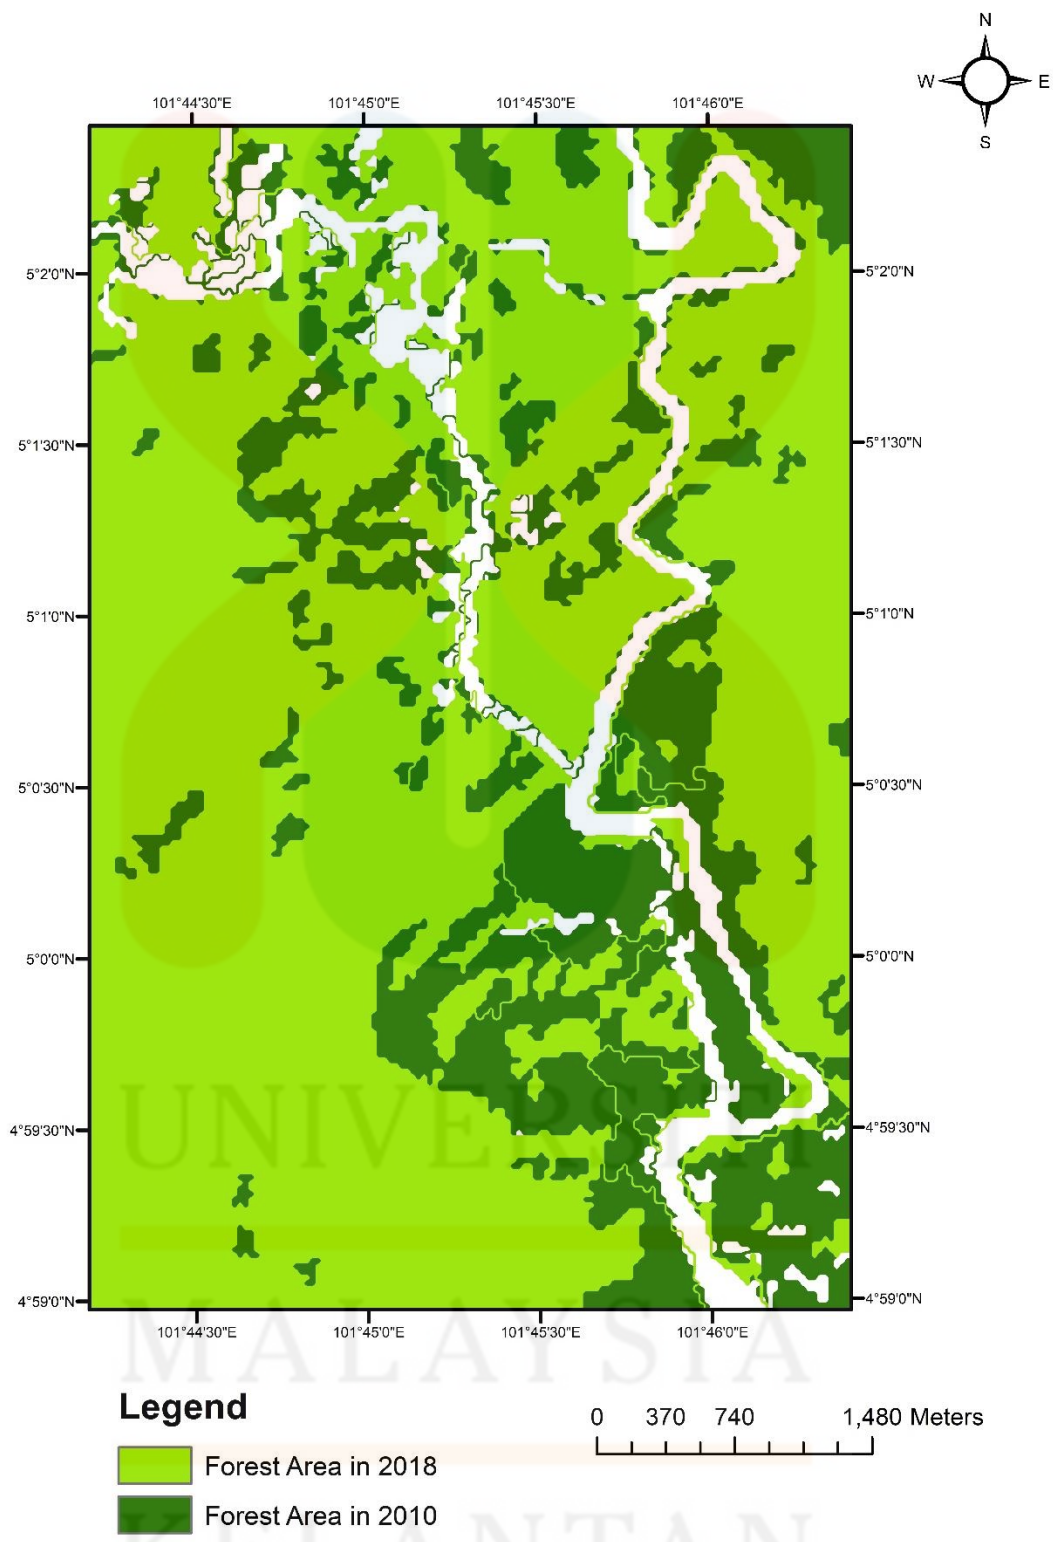 N
W E
S
101°44'30"E 101°45'0"E 101°45'30"E 101°46'0"E
5°2'0"N 5°2'0"N
5°1'30"N 5°1'30"N
5°1'0"N 5°1'0"N
5°0'30"N 5°0'30"N
5°0'0"N 5°0'0"N
UNIVERSITI
4°59'30"N 4°59'30"N
4°59'0"N 4°59'0"N
101°44'30"E 101°45'0"E 101°45'30"E 101°46'0"E
MALAYSIA
Legend
0 370 740 1,480 Meters
Forest Area in 2018
Forest Area in 2010
KELANTAN